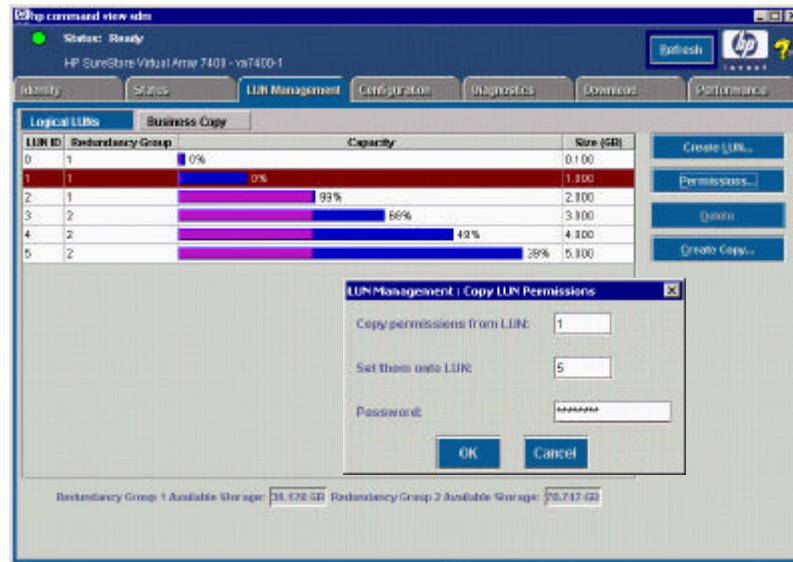 hp command view sdm
Status: Ready
HP SureStore Virtual Array 7400 - va7400-1
Refresh
hp
invent
?
Identity
Status
LUN Management
Configuration
Diagnostics
Download
Performance
Logical LUNs
Business Copy
LUN ID Redundancy Group Capacity Size (GB)
0 1 0% 0.100
1 1 0% 1.000
2 1 99% 2.000
3 2 66% 3.000
4 2 49% 4.000
5 2 39% 5.000
Create LUN...
Permissions...
Delete
Create Copy...
LUN Management : Copy LUN Permissions
Copy permissions from LUN: 1
Set them onto LUN: 5
Password: *******
OK Cancel
Redundancy Group 1 Available Storage: Redundancy Group 2 Available Storage: